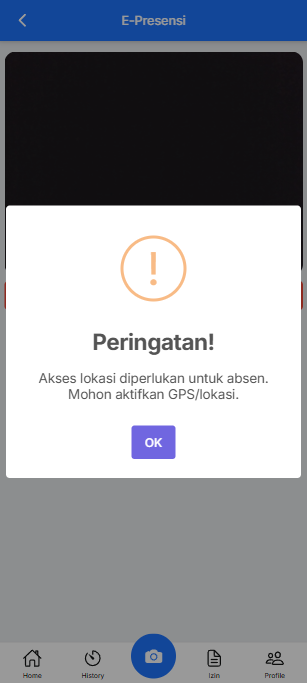 E-Presensi
!
Peringatan!
Akses lokasi diperlukan untuk absen.
Mohon aktifkan GPS/lokasi.
OK
Home
History
Izin
Profile